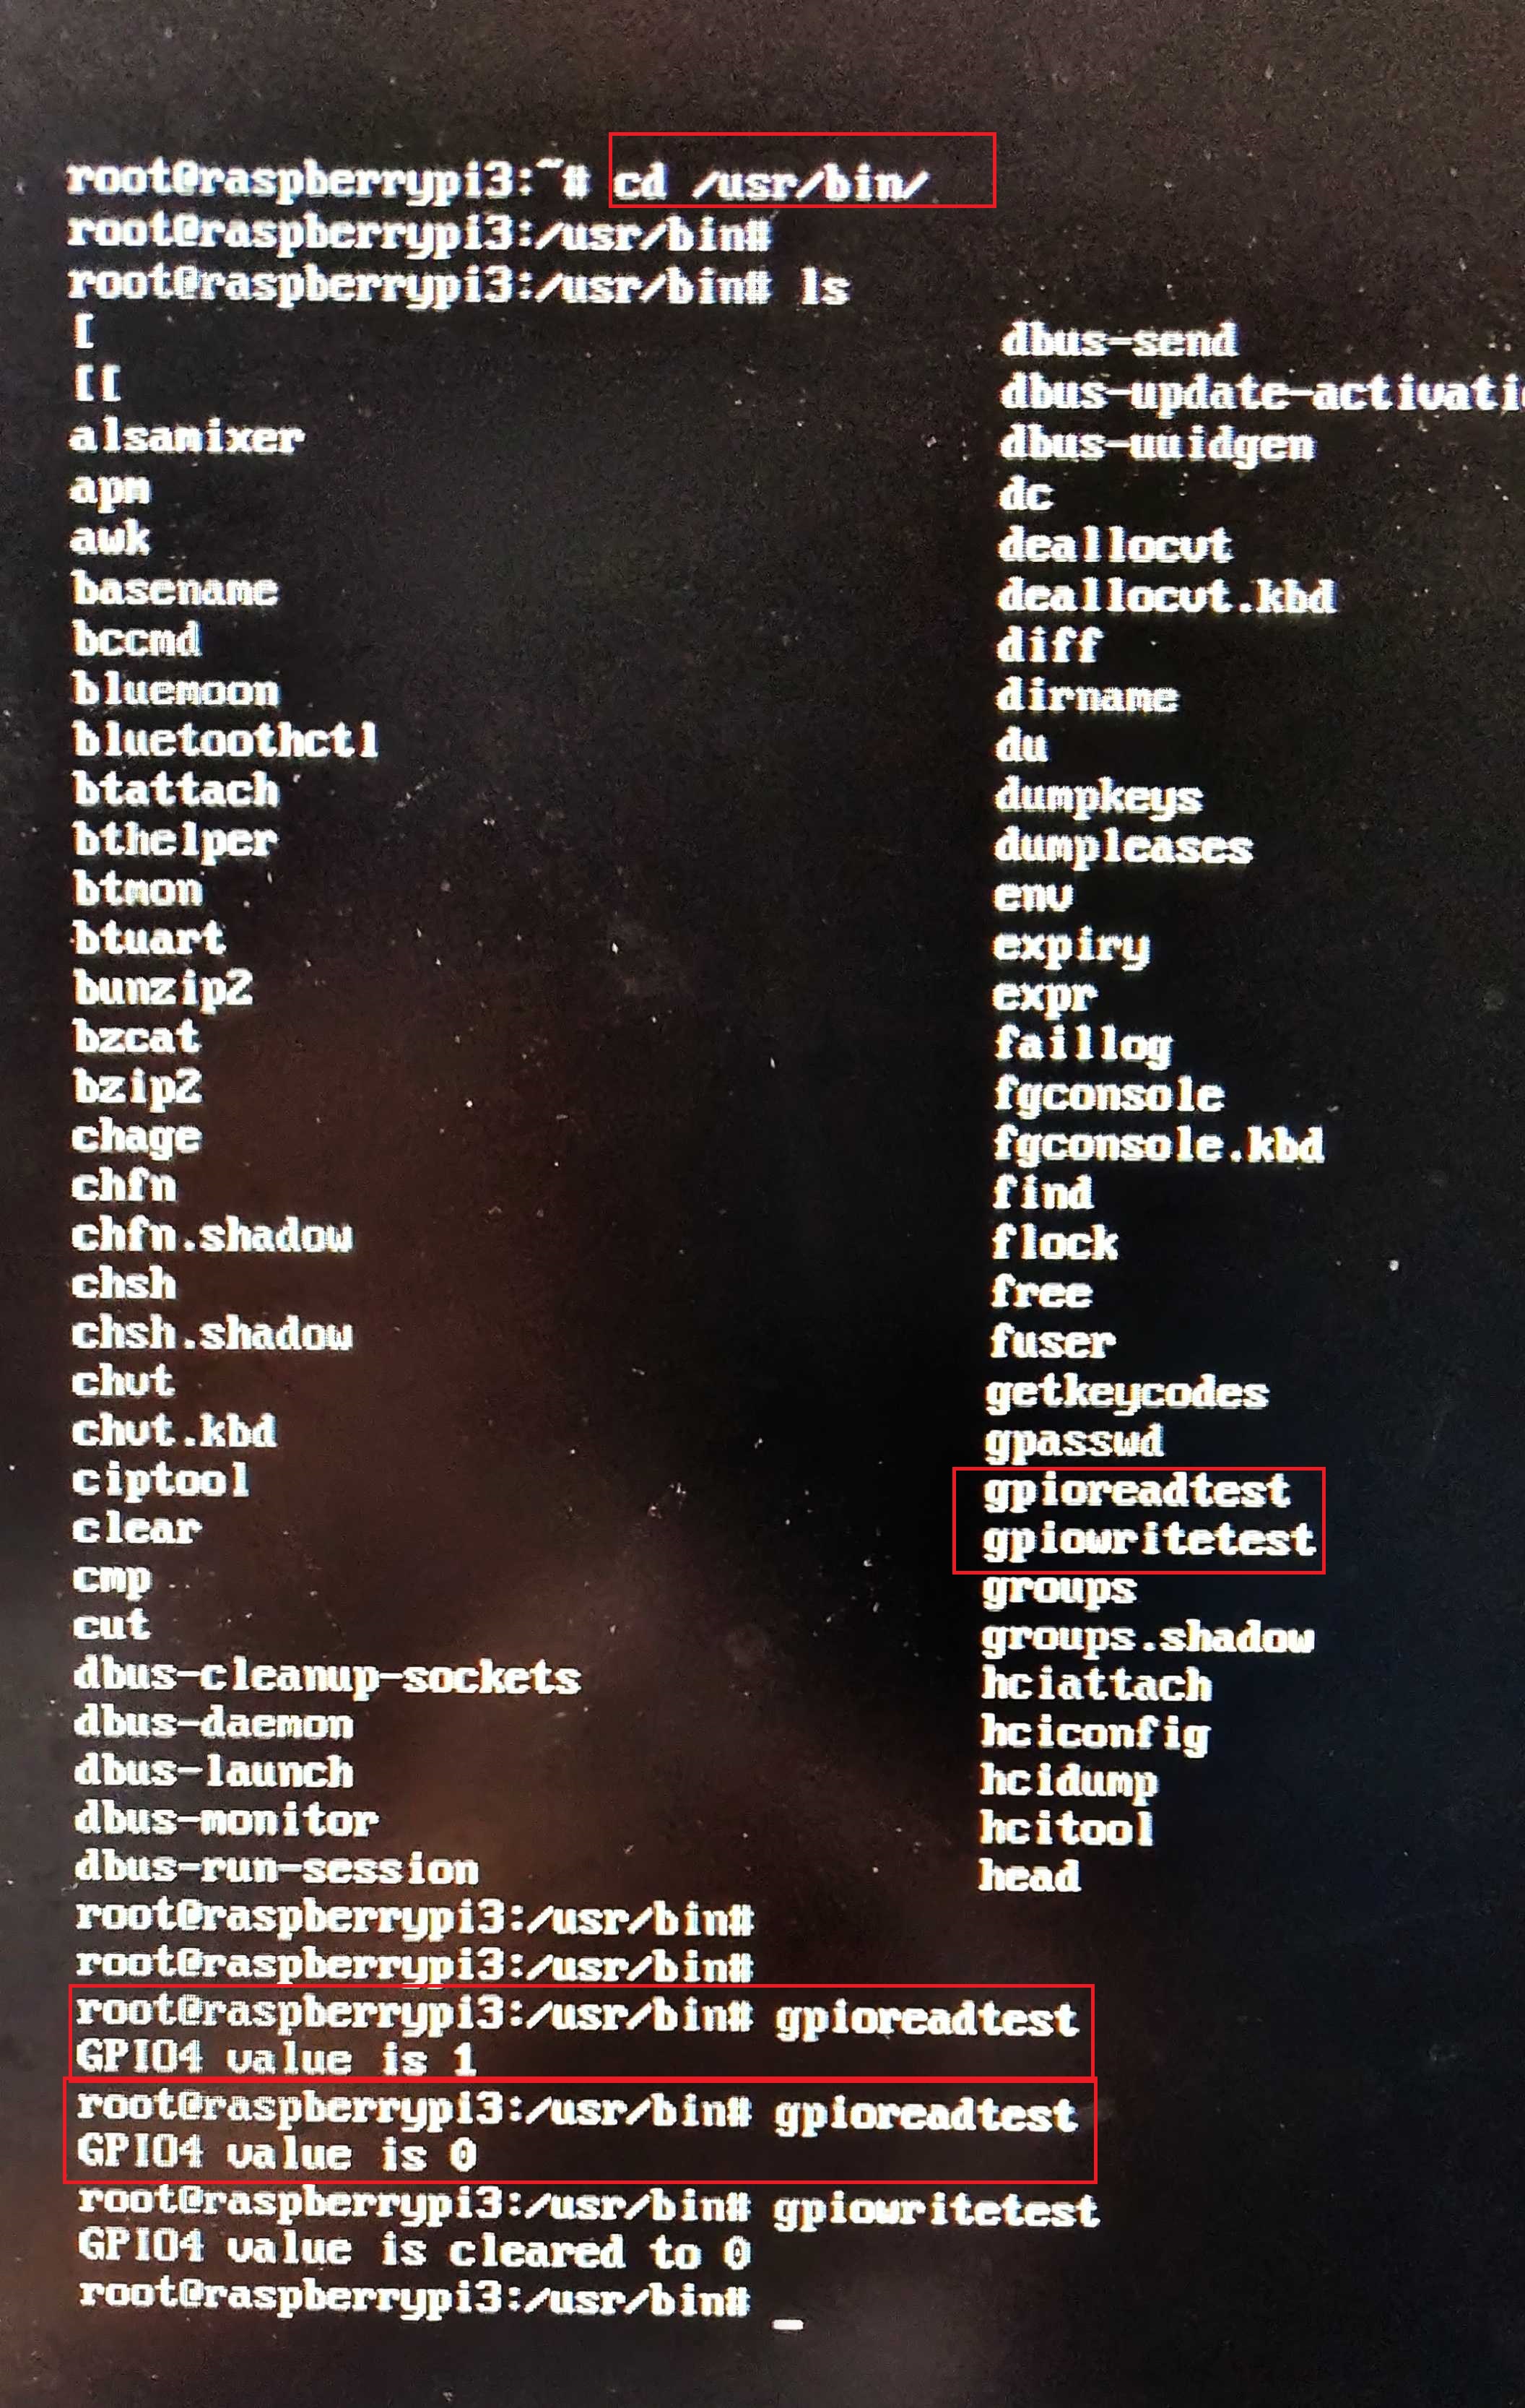 root@raspberrypi3:~# cd /usr/bin/
root@raspberrypi3:/usr/bin#
root@raspberrypi3:/usr/bin# ls
[
[[
alsamixer
apm
awk
basename
bccmd
bluemoon
bluetoothctl
btattach
bthelper
btmon
btuart
bunzip2
bzcat
bzip2
chage
chfn
chfn.shadow
chsh
chsh.shadow
chvt
chvt.kbd
ciptool
clear
cmp
cut
dbus-cleanup-sockets
dbus-daemon
dbus-launch
dbus-monitor
dbus-run-session
dbus-send
dbus-update-activati
dbus-uuidgen
dc
deallocvt
deallocvt.kbd
diff
dirname
du
dumpkeys
dumpleases
env
expiry
expr
faillog
fgconsole
fgconsole.kbd
find
flock
free
fuser
getkeycodes
gpasswd
gpioreadtest
gpiowritetest
groups
groups.shadow
hciattach
hciconfig
hcidump
hcitool
head
root@raspberrypi3:/usr/bin#
root@raspberrypi3:/usr/bin#
root@raspberrypi3:/usr/bin# gpioreadtest
GPIO4 value is 1
root@raspberrypi3:/usr/bin# gpioreadtest
GPIO4 value is 0
root@raspberrypi3:/usr/bin# gpiowritetest
GPIO4 value is cleared to 0
root@raspberrypi3:/usr/bin# _